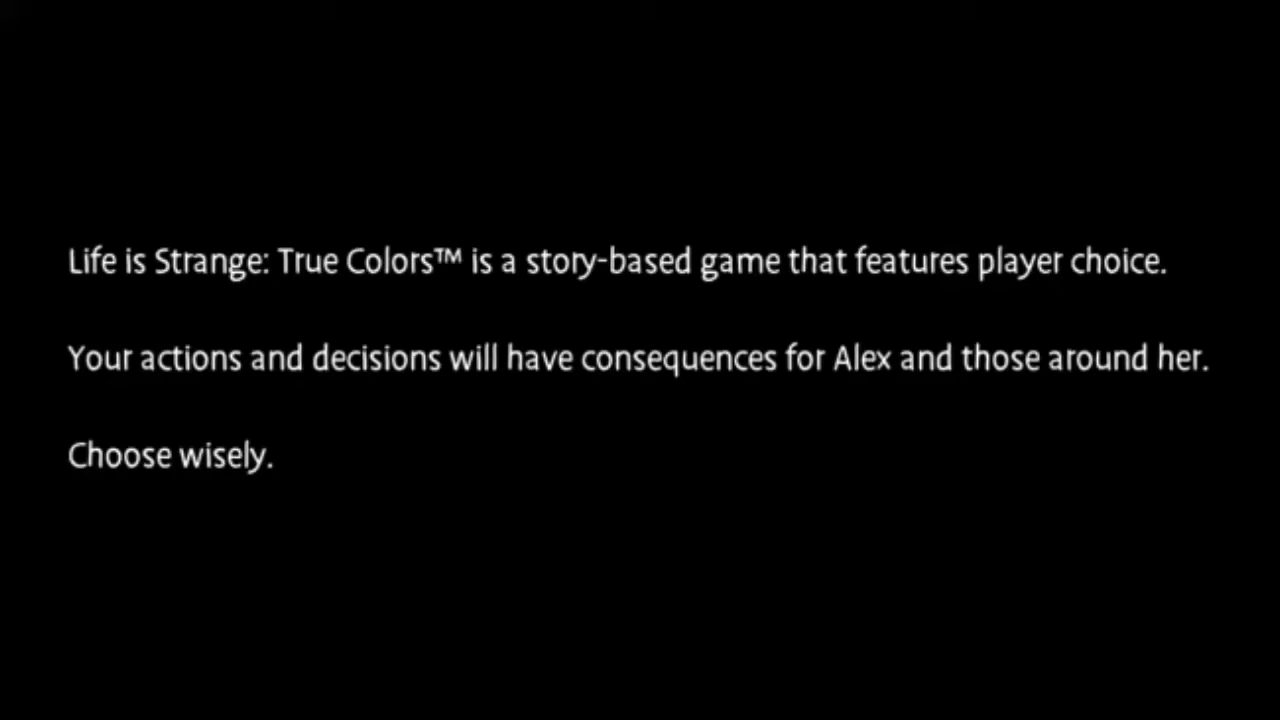 Life is Strange: True Colors™ is a story-based game that features player choice.
Your actions and decisions will have consequences for Alex and those around her.
Choose wisely.